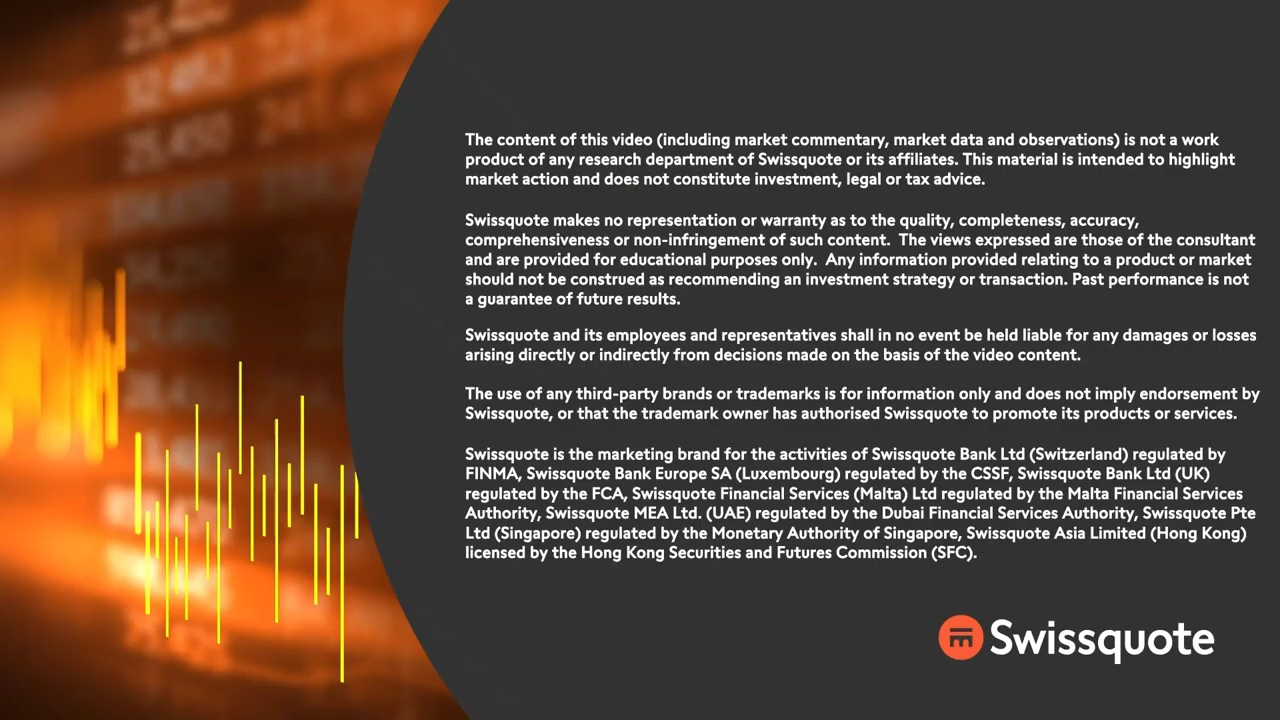 25,450
The content of this video (including market commentary, market data and observations) is not a work
product of any research department of Swissquote or its affiliates. This material is intended to highlight
market action and does not constitute investment, legal or tax advice.
Swissquote makes no representation or warranty as to the quality, completeness, accuracy,
comprehensiveness or non-infringement of such content.  The views expressed are those of the consultant
and are provided for educational purposes only.  Any information provided relating to a product or market
should not be construed as recommending an investment strategy or transaction. Past performance is not
a guarantee of future results.
Swissquote and its employees and representatives shall in no event be held liable for any damages or losses
arising directly or indirectly from decisions made on the basis of the video content.
The use of any third-party brands or trademarks is for information only and does not imply endorsement by
Swissquote, or that the trademark owner has authorised Swissquote to promote its products or services.
Swissquote is the marketing brand for the activities of Swissquote Bank Ltd (Switzerland) regulated by
FINMA, Swissquote Bank Europe SA (Luxembourg) regulated by the CSSF, Swissquote Bank Ltd (UK)
regulated by the FCA, Swissquote Financial Services (Malta) Ltd regulated by the Malta Financial Services
Authority, Swissquote MEA Ltd. (UAE) regulated by the Dubai Financial Services Authority, Swissquote Pte
Ltd (Singapore) regulated by the Monetary Authority of Singapore, Swissquote Asia Limited (Hong Kong)
licensed by the Hong Kong Securities and Futures Commission (SFC).
Swissquote